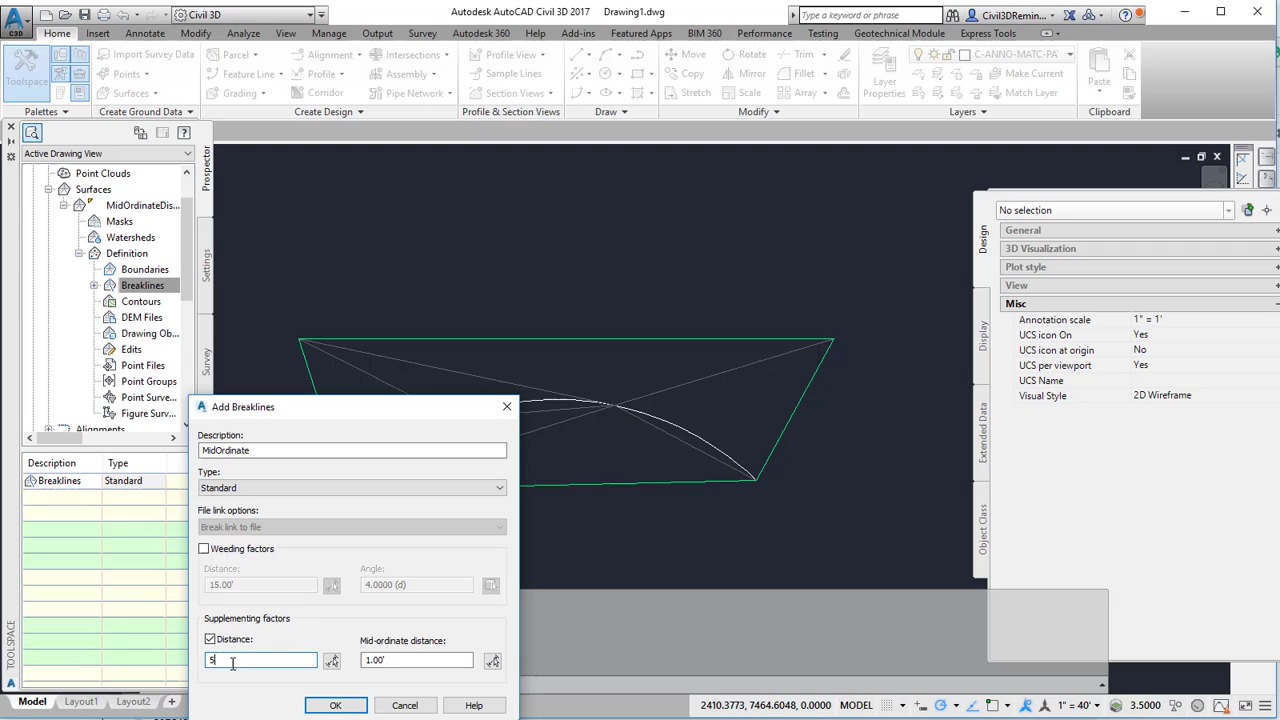 Civil 3D
Autodesk AutoCAD Civil 3D 2017 Drawing1.dwg
Type a keyword or phrase
Civil3DRemin...
Home Insert Annotate Modify Analyze View Manage Output Survey Autodesk 360 Help Add-ins Featured Apps BIM 360 Performance Testing Geotechnical Module Express Tools
Toolspace
Import Survey Data
Points
Surfaces
Parcel
Feature Line
Grading
Alignment
Profile
Corridor
Intersections
Assembly
Pipe Network
Profile View
Sample Lines
Section Views
Move
Copy
Stretch
Rotate
Mirror
Scale
Trim
Fillet
Array
Layer
Properties
C-ANNO-MATC-PA
Make Current
Match Layer
Paste
Palettes
Create Ground Data
Create Design
Profile & Section Views
Draw
Modify
Layers
Clipboard
Active Drawing View
Point Clouds
Surfaces
MidOrdinateDis...
Masks
Watersheds
Definition
Boundaries
Breaklines
Contours
DEM Files
Drawing Ob...
Edits
Point Files
Point Groups
Point Surve...
Figure Surv...
Alignments
Description Type
Breaklines Standard
Prospector
Settings
Survey
TOOLSPACE
Add Breaklines
Description:
MidOrdinate
Type:
Standard
File link options:
Break link to file
Weeding factors
Distance: Angle:
15.00' 4.0000 (d)
Supplementing factors
Distance: Mid-ordinate distance:
5 1.00'
OK Cancel Help
Design
Display
Extended Data
Object Class
No selection
General
3D Visualization
Plot style
View
Misc
Annotation scale 1" = 1'
UCS icon On Yes
UCS icon at origin No
UCS per viewport Yes
UCS Name
Visual Style 2D Wireframe
Model Layout1 Layout2 +
2410.3773, 7464.6048, 0.0000 MODEL 1" = 40' 3.5000